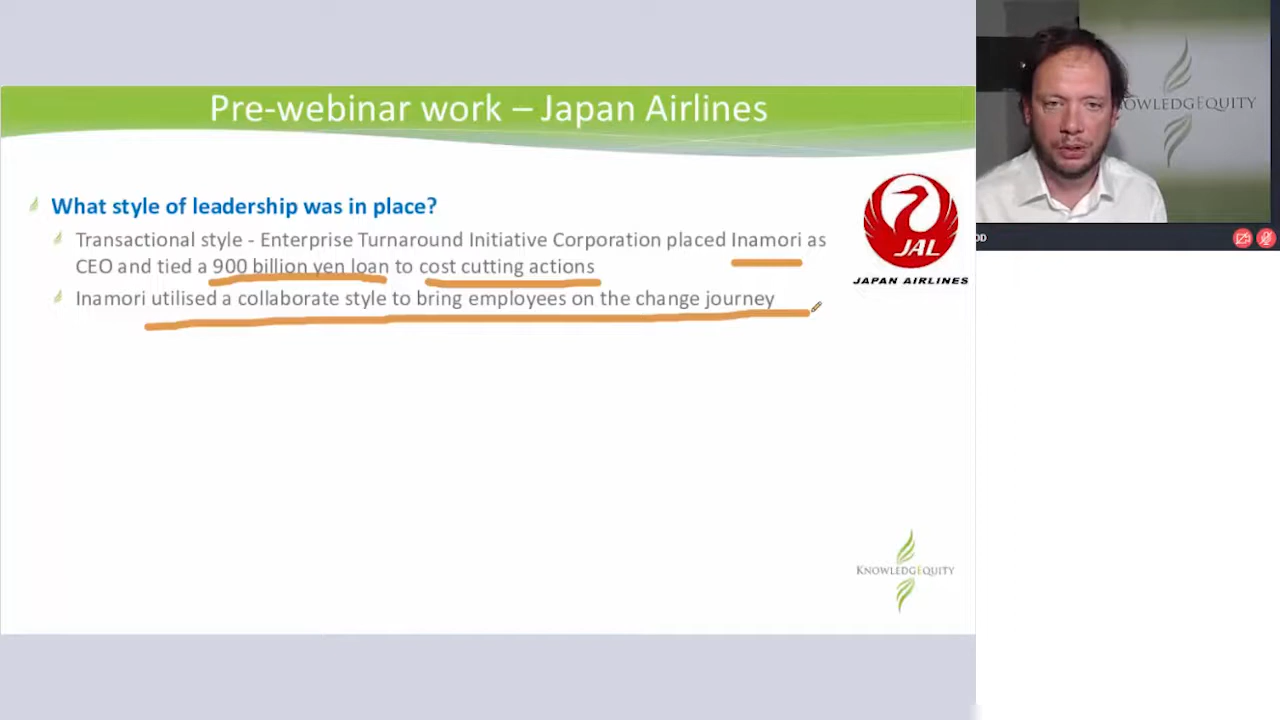 Pre-webinar work – Japan Airlines
What style of leadership was in place?
Transactional style - Enterprise Turnaround Initiative Corporation placed Inamori as
CEO and tied a 900 billion yen loan to cost cutting actions
Inamori utilised a collaborate style to bring employees on the change journey
JAL
JAPAN AIRLINES
KNOWLEDGEQUITY
OWLEDGEQUITY
OD